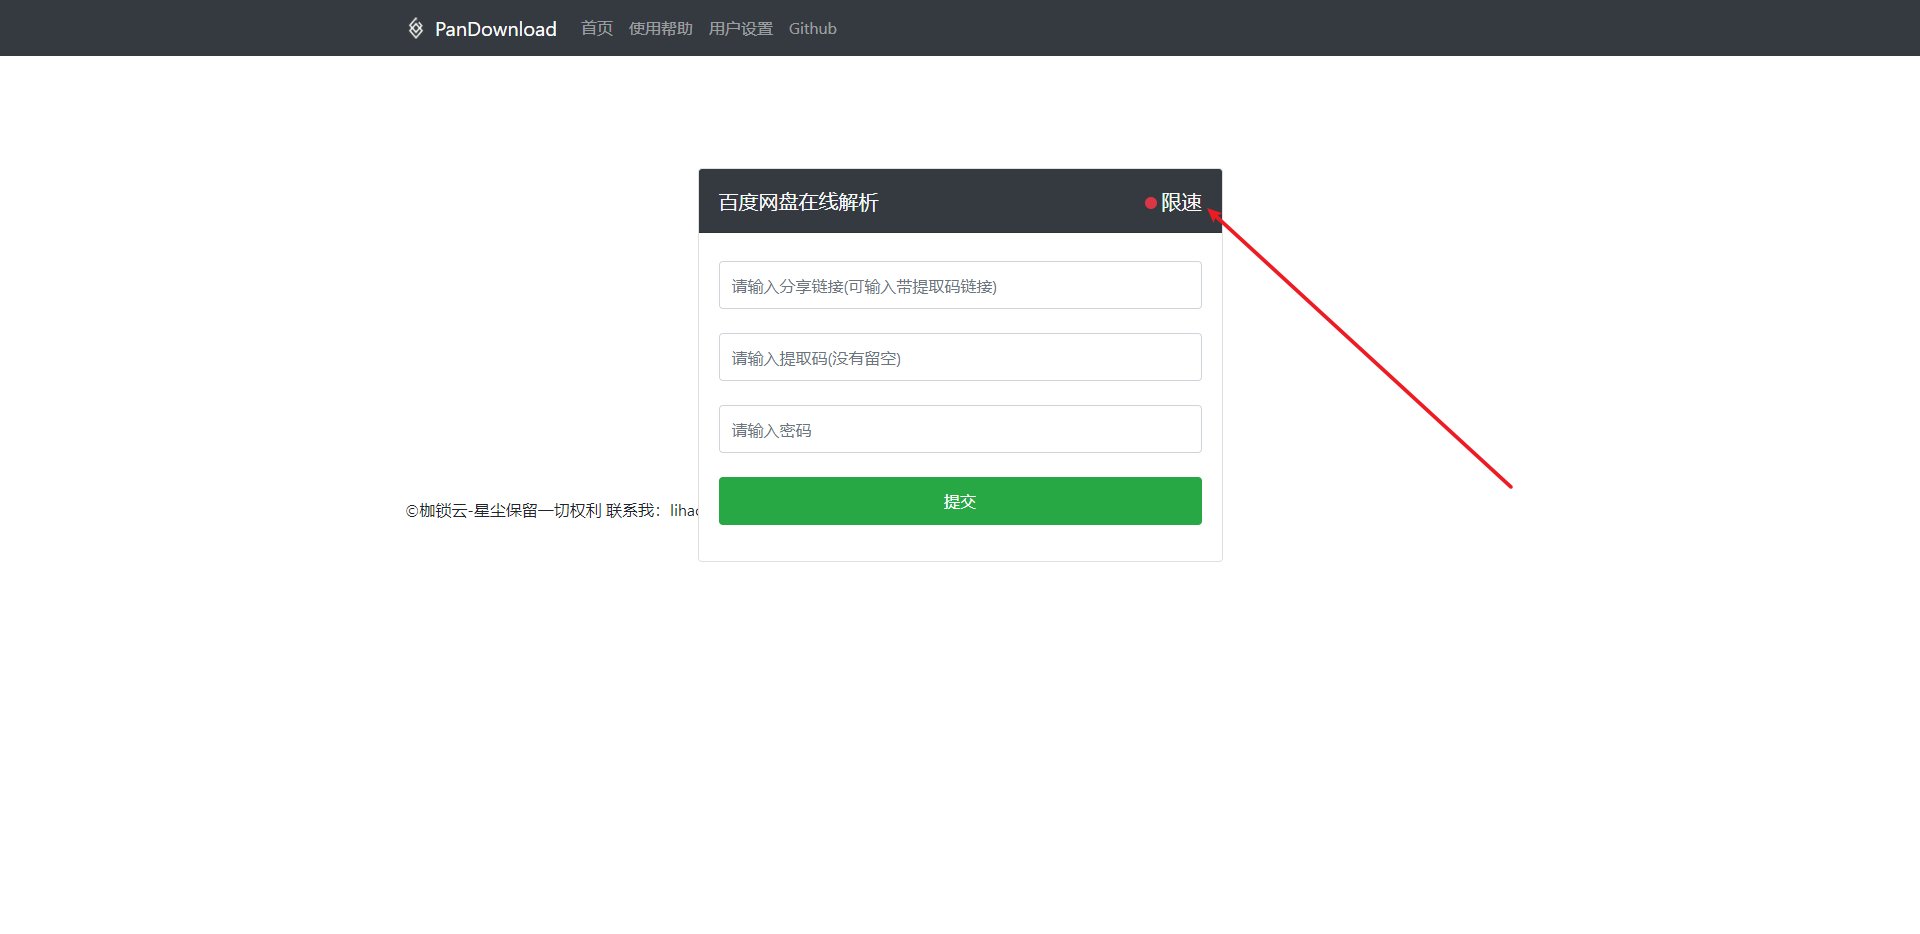 PanDownload 首页 使用帮助 用户设置 Github
百度网盘在线解析 限速
请输入分享链接(可输入带提取码链接)
请输入提取码(没有留空)
请输入密码
提交
©枷锁云-星尘保留一切权利 联系我：lihao